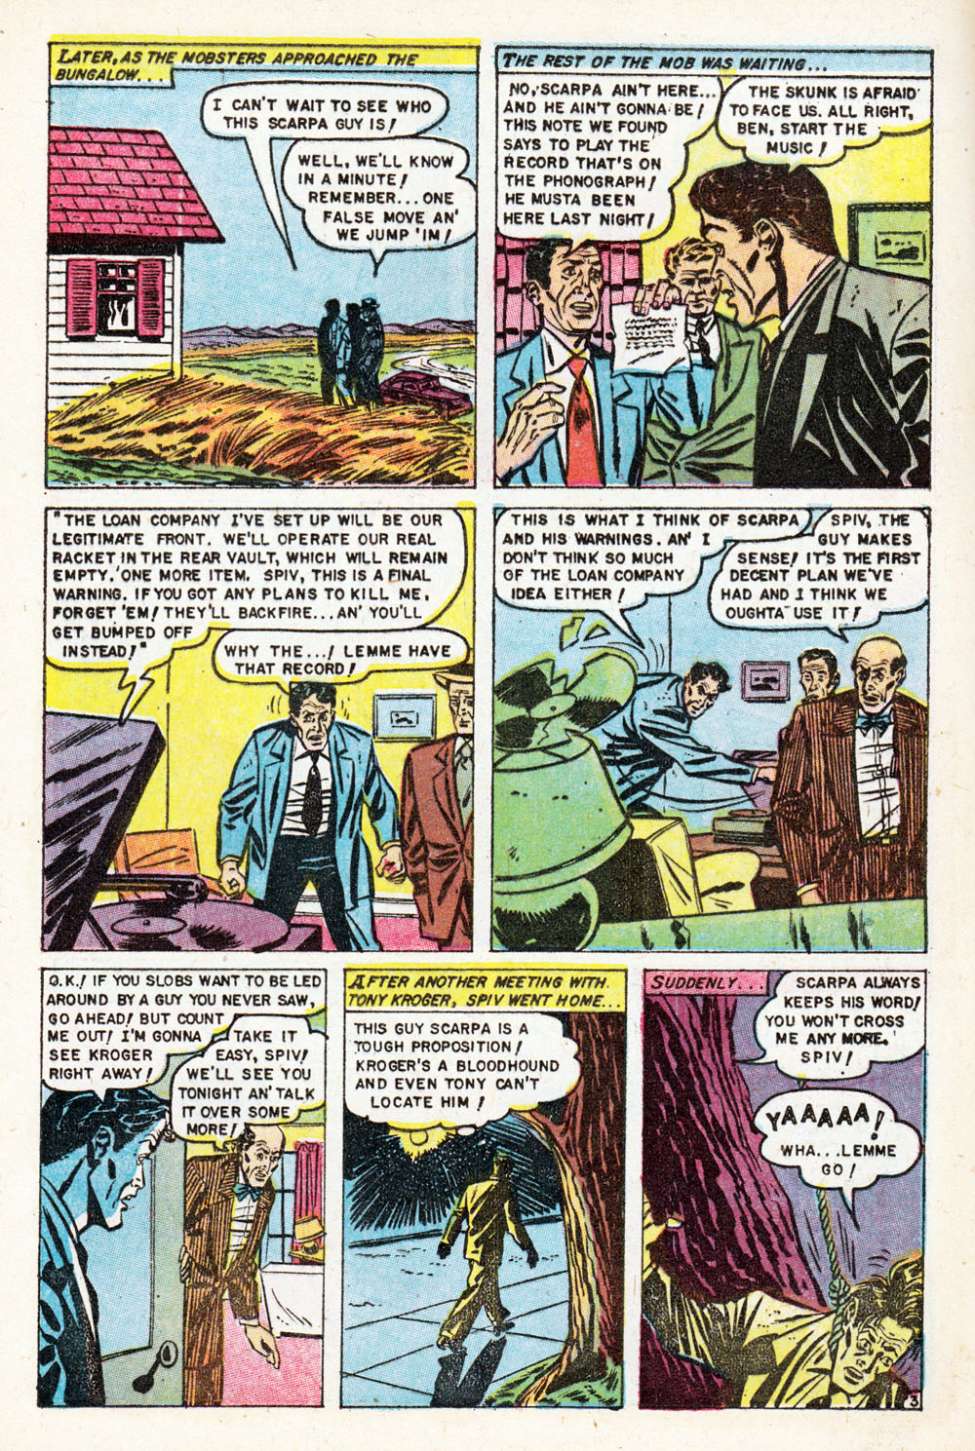 LATER, AS THE MOBSTERS APPROACHED THE
BUNGALOW...
I CAN'T WAIT TO SEE WHO
THIS SCARPA GUY IS!
WELL, WE'LL KNOW
IN A MINUTE!
REMEMBER... ONE
FALSE MOVE AN'
WE JUMP 'IM!
THE REST OF THE MOB WAS WAITING...
NO, SCARPA AIN'T HERE...
AND HE AIN'T GONNA BE!
THIS NOTE WE FOUND
SAYS TO PLAY THE
RECORD THAT'S ON
THE PHONOGRAPH!
HE MUSTA BEEN
HERE LAST NIGHT!
THE SKUNK IS AFRAID
TO FACE US. ALL RIGHT,
BEN, START THE
MUSIC!
"THE LOAN COMPANY I'VE SET UP WILL BE OUR
LEGITIMATE FRONT. WE'LL OPERATE OUR REAL
RACKET IN THE REAR VAULT, WHICH WILL REMAIN
EMPTY. ONE MORE ITEM. SPIV, THIS IS A FINAL
WARNING. IF YOU GOT ANY PLANS TO KILL ME,
FORGET 'EM! THEY'LL BACKFIRE... AN' YOU'LL
GET BUMPED OFF
INSTEAD!"
WHY THE...! LEMME HAVE
THAT RECORD!
THIS IS WHAT I THINK OF SCARPA
AND HIS WARNINGS. AN' I
DON'T THINK SO MUCH
OF THE LOAN COMPANY
IDEA EITHER!
SPIV, THE
GUY MAKES
SENSE! IT'S THE FIRST
DECENT PLAN WE'VE
HAD AND I THINK WE
OUGHTA USE IT!
O.K.! IF YOU SLOBS WANT TO BE LED
AROUND BY A GUY YOU NEVER SAW,
GO AHEAD! BUT COUNT
ME OUT! I'M GONNA
SEE KROGER
RIGHT AWAY!
TAKE IT
EASY, SPIV!
WE'LL SEE YOU
TONIGHT AN' TALK
IT OVER SOME
MORE!
AFTER ANOTHER MEETING WITH
TONY KROGER, SPIV WENT HOME...
THIS GUY SCARPA IS A
TOUGH PROPOSITION!
KROGER'S A BLOODHOUND
AND EVEN TONY CAN'T
LOCATE HIM!
SUDDENLY...
SCARPA ALWAYS
KEEPS HIS WORD!
YOU WON'T CROSS
ME ANY MORE,
SPIV!
YAAAAA!
WHA...LEMME
GO!
3